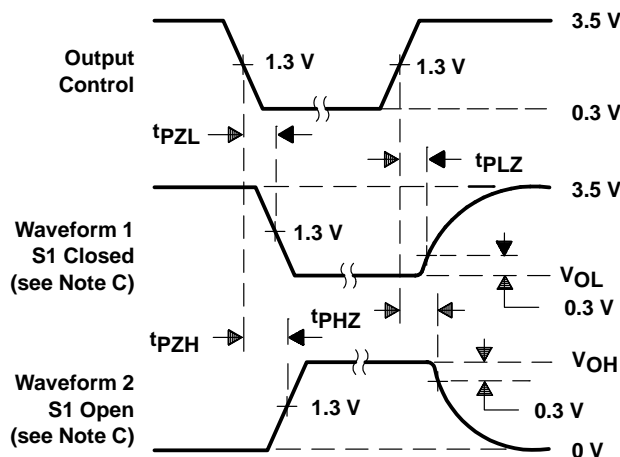 3.5 V
Output
Control
1.3 V
1.3 V
0.3 V
tPZL
tPLZ
3.5 V
Waveform 1
S1 Closed
(see Note C)
1.3 V
VOL
0.3 V
tPZH
tPHZ
VOH
Waveform 2
S1 Open
(see Note C)
1.3 V
0.3 V
0 V